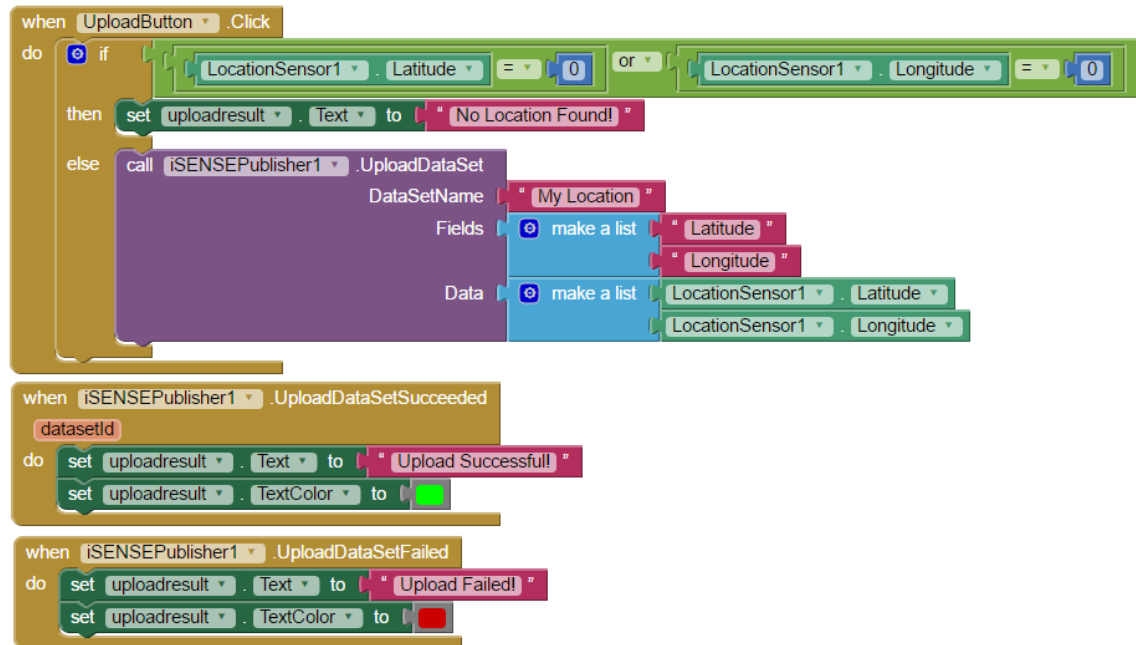 when UploadButton .Click
do if LocationSensor1 . Latitude = 0 or LocationSensor1 . Longitude = 0
then set uploadresult . Text to " No Location Found! "
else call iSENSEPublisher1 .UploadDataSet
DataSetName " My Location "
Fields make a list " Latitude "
" Longitude "
Data make a list LocationSensor1 . Latitude
LocationSensor1 . Longitude
when iSENSEPublisher1 .UploadDataSetSucceeded
datasetId
do set uploadresult . Text to " Upload Successful! "
set uploadresult . TextColor to
when iSENSEPublisher1 .UploadDataSetFailed
do set uploadresult . Text to " Upload Failed! "
set uploadresult . TextColor to